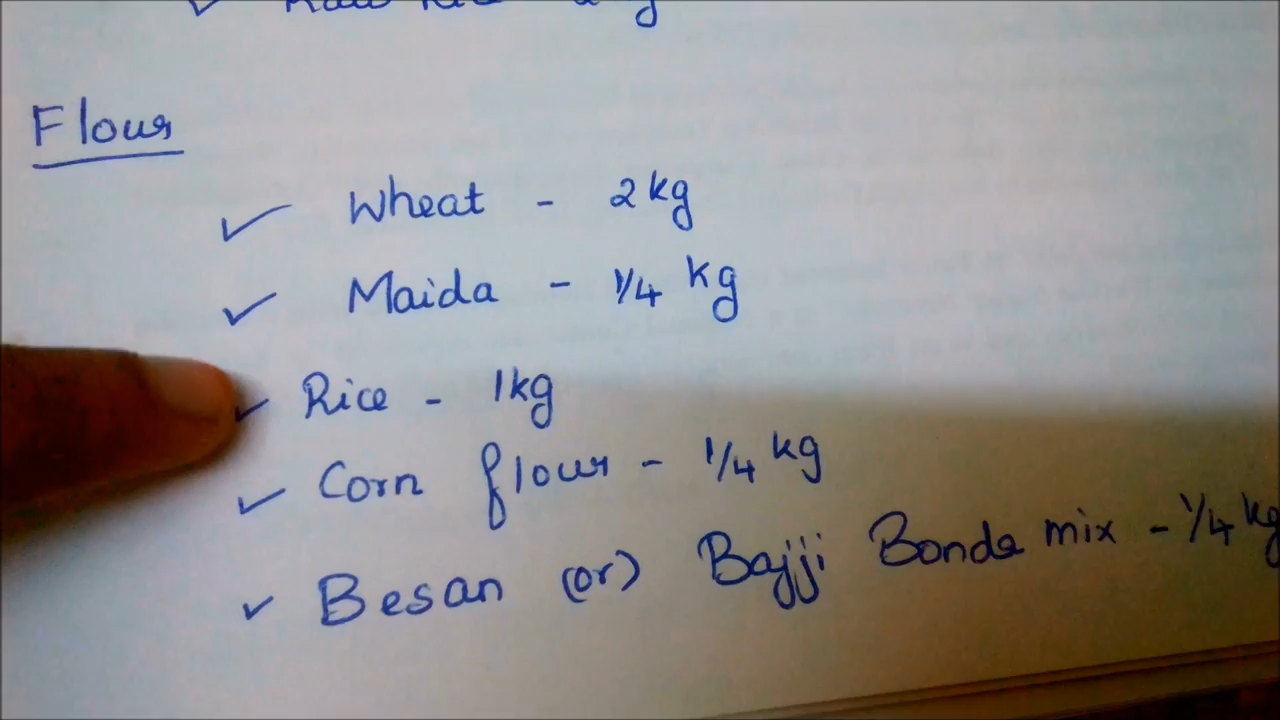 Flour
✓ Wheat - 2kg
✓ Maida - 1/4 kg
✓ Rice - 1kg
✓ Corn flour - 1/4 kg
✓ Besan (or) Bajji Bonda mix - 1/4 kg